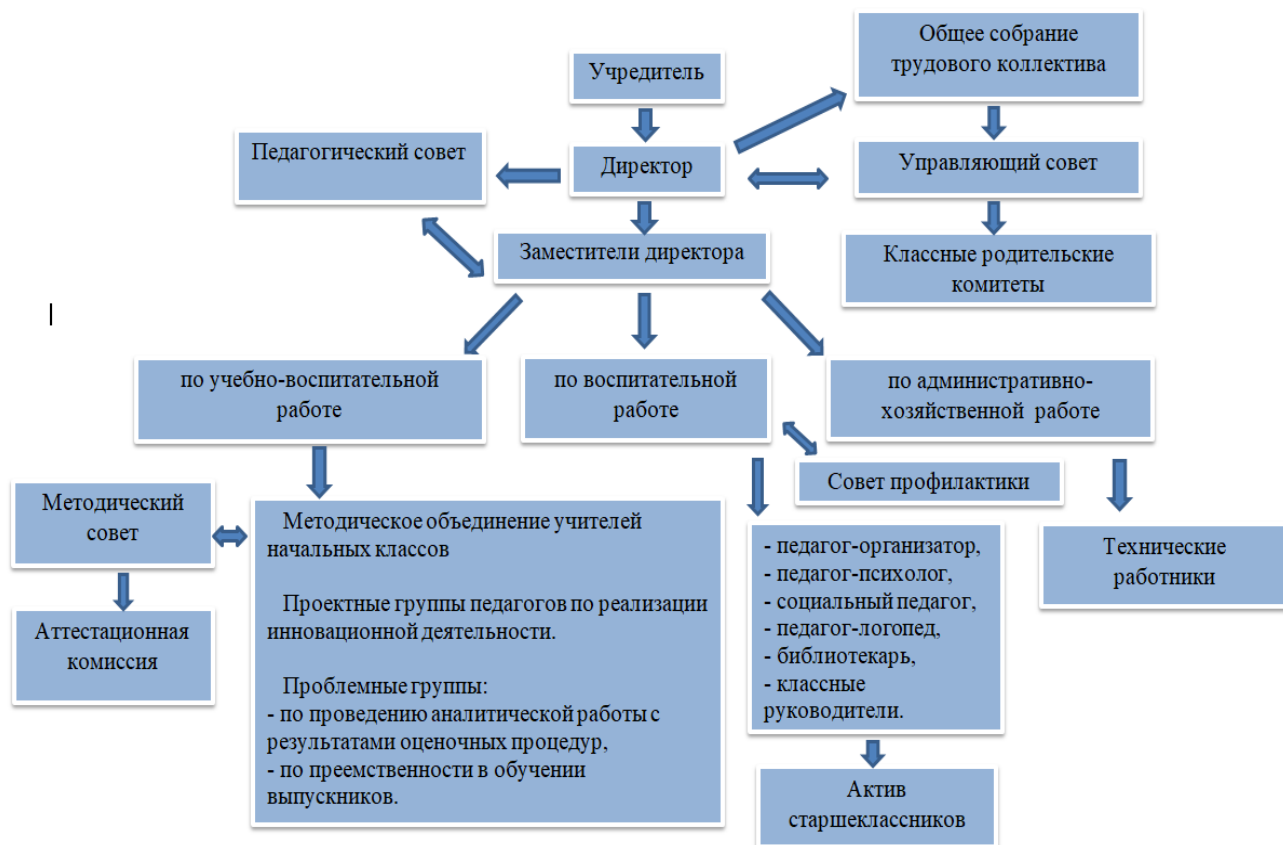 Учредитель
Общее собрание
трудового коллектива
Педагогический совет
Директор
Управляющий совет
Заместители директора
Классные родительские
комитеты
по учебно-воспитательной
работе
по воспитательной
работе
по административно-
хозяйственной работе
Совет профилактики
Методический
совет
Аттестационная
комиссия
Методическое объединение учителей
начальных классов
Проектные группы педагогов по реализации
инновационной деятельности.
Проблемные группы:
- по проведению аналитической работы с
результатами оценочных процедур,
- по преемственности в обучении
выпускников.
- педагог-организатор,
- педагог-психолог,
- социальный педагог,
- педагог-логопед,
- библиотекарь,
- классные
руководители.
Технические
работники
Актив
старшеклассников